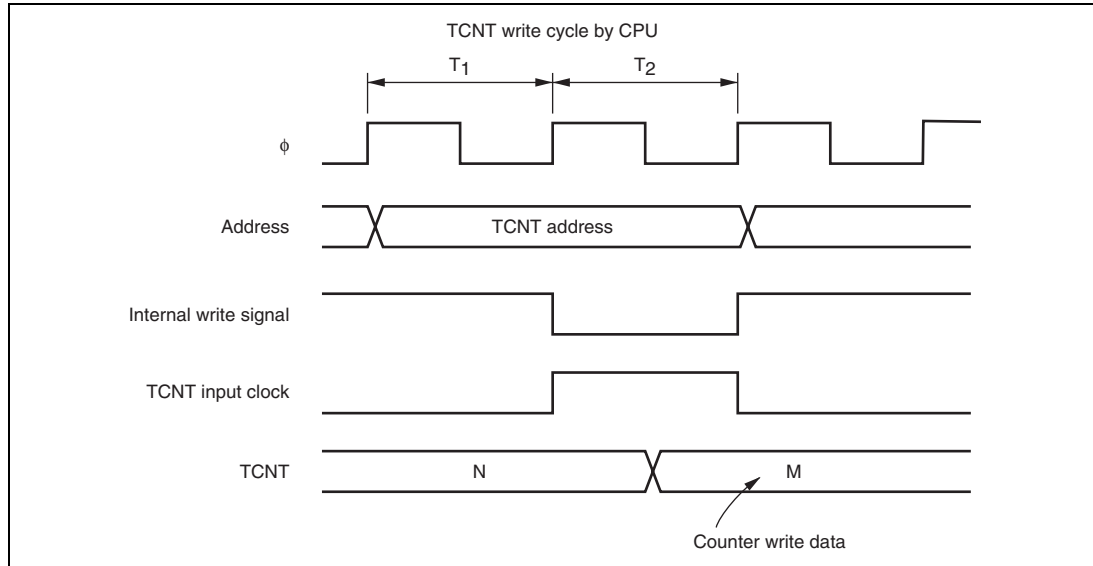 TCNT write cycle by CPU
T1 T2
ϕ
Address TCNT address
Internal write signal
TCNT input clock
TCNT N M
Counter write data